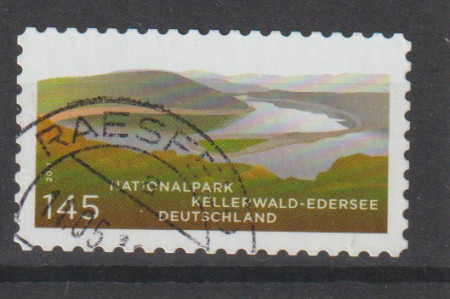 NATIONALPARK
KELLERWALD-EDERSEE
145 DEUTSCHLAND